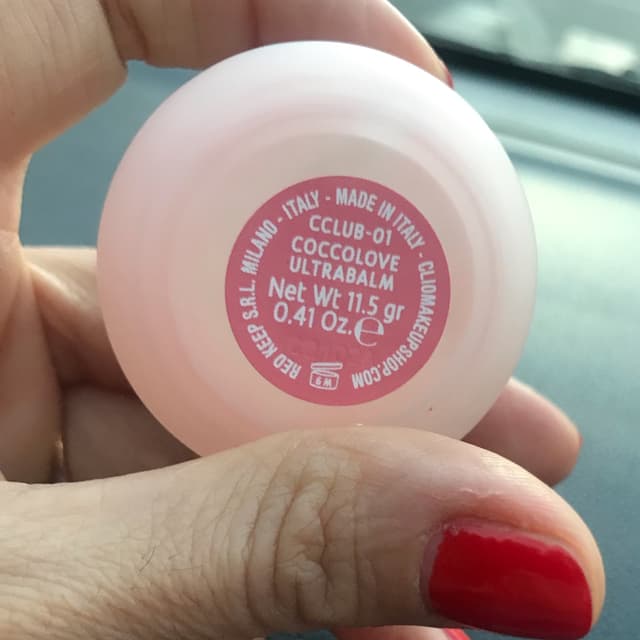 RED KEEP S.R.L. MILANO - ITALY - MADE IN ITALY - CLIOMAKEUPSHOP.COM
CCLUB-01
COCCOLOVE
ULTRABALM
Net Wt 11.5 gr
0.41 Oz. ℮